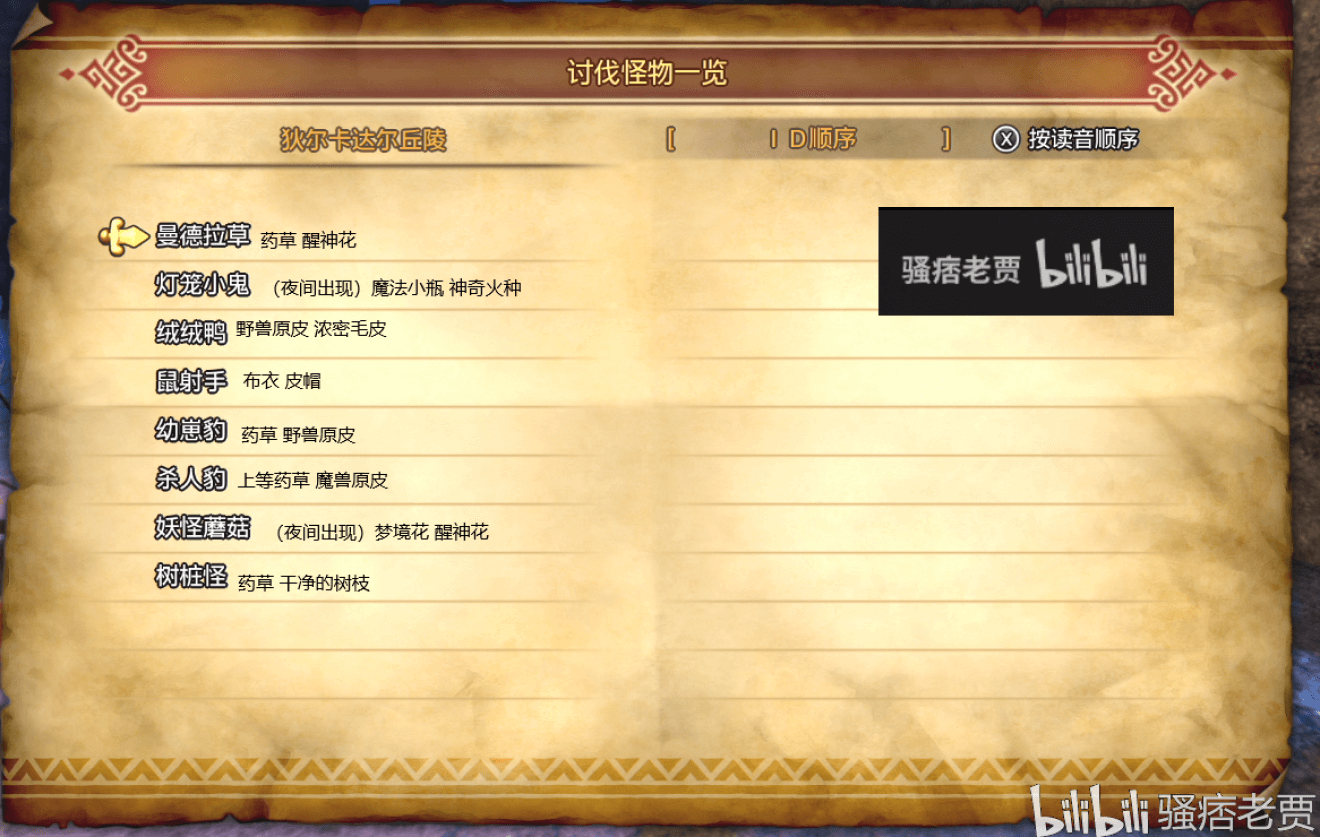 讨伐怪物一览
狄尔卡达尔丘陵 [ ID顺序 ] X 按读音顺序
曼德拉草 药草 醒神花
灯笼小鬼 （夜间出现）魔法小瓶 神奇火种
绒绒鸭 野兽原皮 浓密毛皮
鼠射手 布衣 皮帽
幼崽豹 药草 野兽原皮
杀人豹 上等药草 魔兽原皮
妖怪蘑菇 （夜间出现）梦境花 醒神花
树桩怪 药草 干净的树枝
骚痞老贾 bilibili
bilibili 骚痞老贾